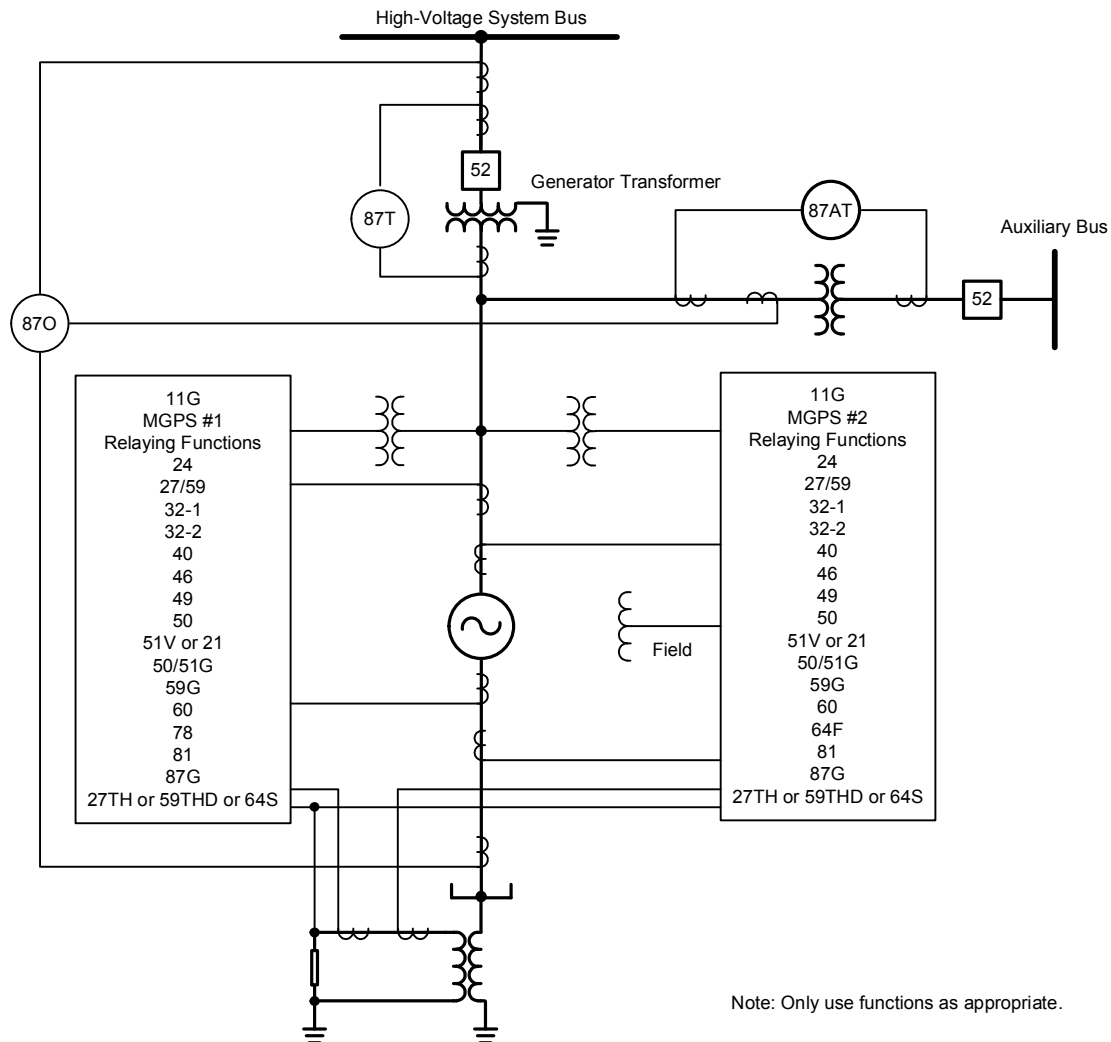 High-Voltage System Bus
52
Generator Transformer
87T
87AT
Auxiliary Bus
52
87O
11G
MGPS #1
Relaying Functions
24
27/59
32-1
32-2
40
46
49
50
51V or 21
50/51G
59G
60
78
81
87G
27TH or 59THD or 64S
Field
11G
MGPS #2
Relaying Functions
24
27/59
32-1
32-2
40
46
49
50
51V or 21
50/51G
59G
60
64F
81
87G
27TH or 59THD or 64S
Note: Only use functions as appropriate.